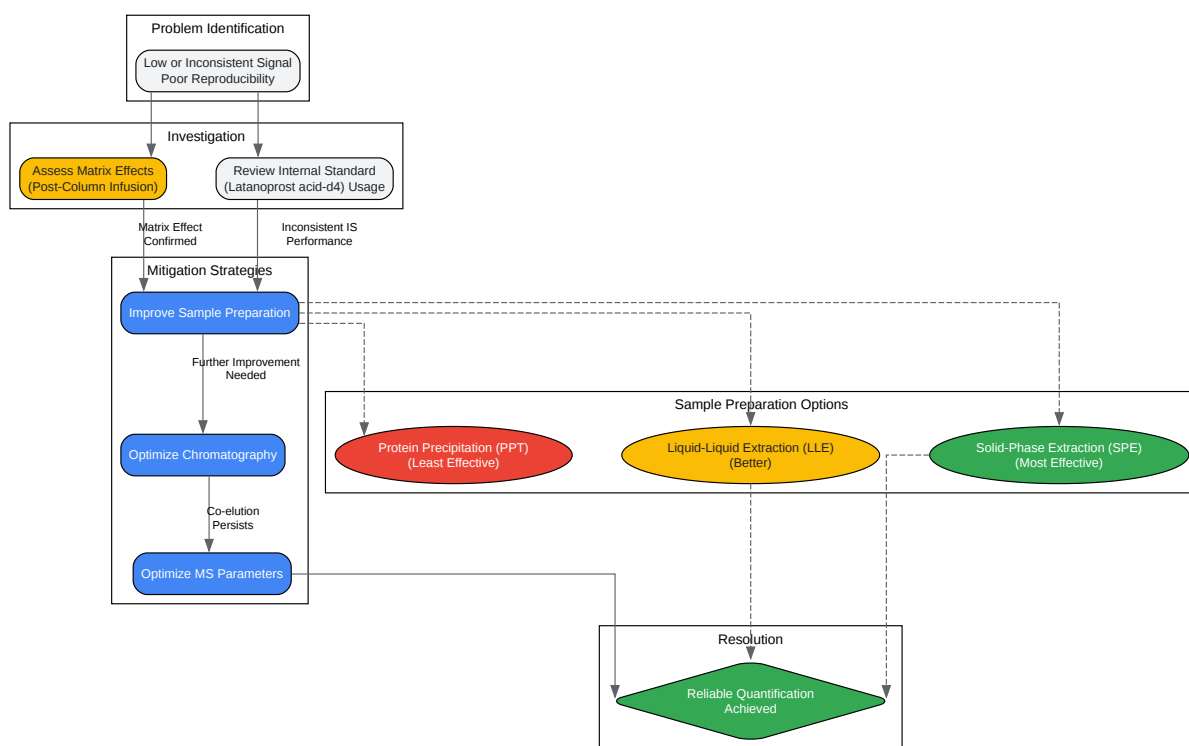 Problem Identification
Low or Inconsistent Signal
Poor Reproducibility
Investigation
Assess Matrix Effects
(Post-Column Infusion)
Review Internal Standard
(Latanoprost acid-d4) Usage
Matrix Effect
Confirmed
Inconsistent IS
Performance
Mitigation Strategies
Improve Sample Preparation
Further Improvement
Needed
Sample Preparation Options
Optimize Chromatography
Protein Precipitation (PPT)
(Least Effective)
Liquid-Liquid Extraction (LLE)
(Better)
Solid-Phase Extraction (SPE)
(Most Effective)
Co-elution
Persists
Optimize MS Parameters
Resolution
Reliable Quantification
Achieved